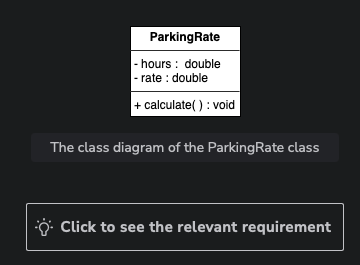 ParkingRate
- hours :  double
- rate : double
+ calculate( ) : void
The class diagram of the ParkingRate class
Click to see the relevant requirement